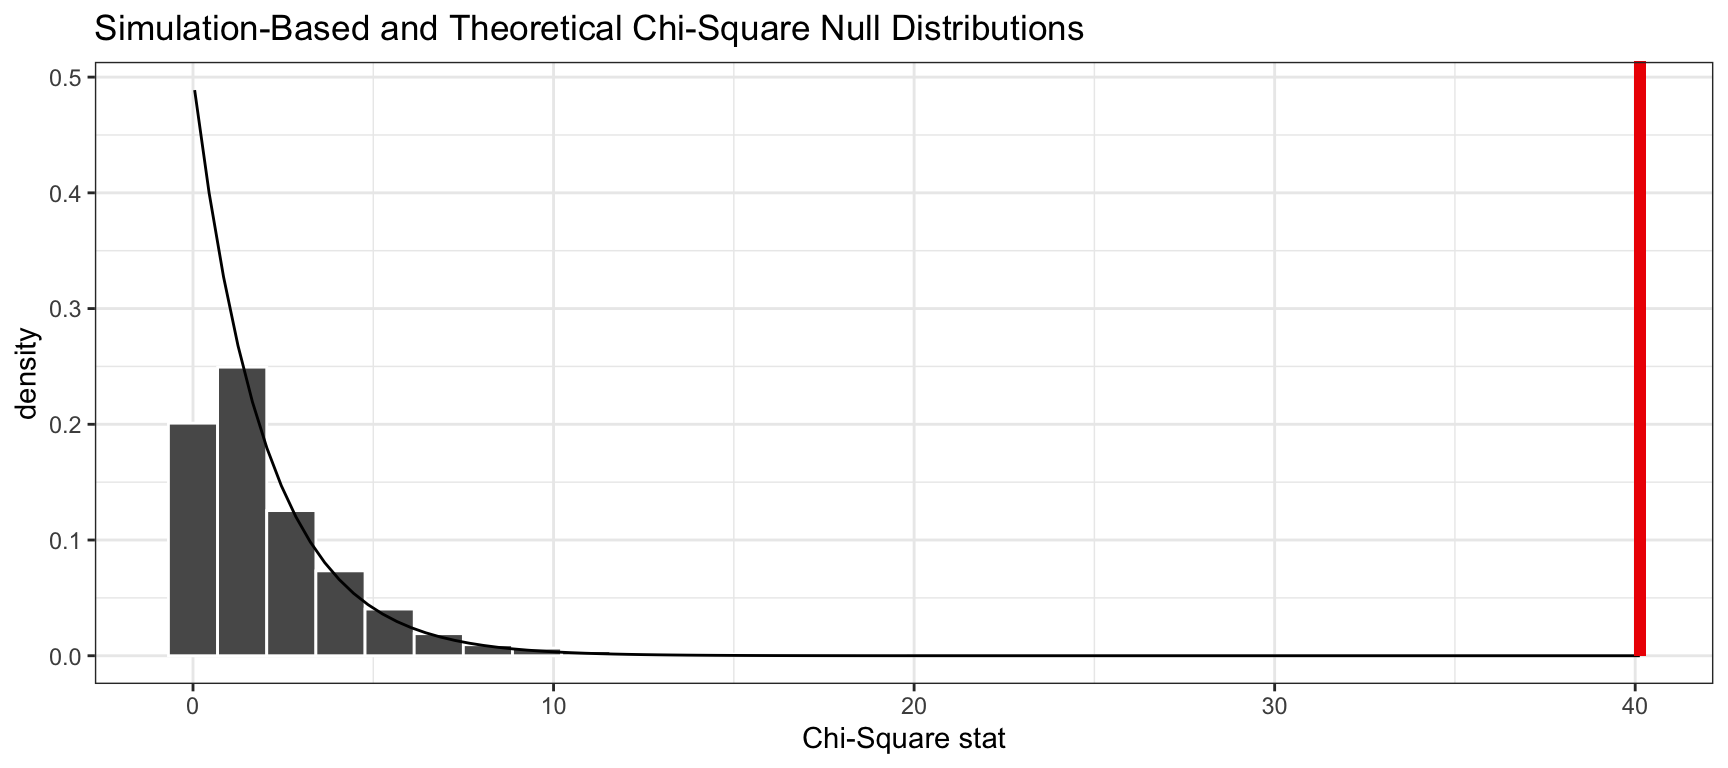 Simulation-Based and Theoretical Chi-Square Null Distributions
0.5
0.4
0.3
0.2
0.1
0.0
density
0 10 20 30 40
Chi-Square stat